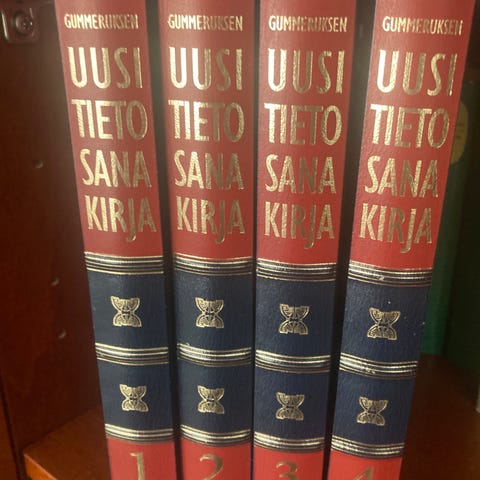 GUMMERUKSEN
UUSI
TIETO
SANA
KIRJA
1
GUMMERUKSEN
UUSI
TIETO
SANA
KIRJA
2
GUMMERUKSEN
UUSI
TIETO
SANA
KIRJA
3
GUMMERUKSEN
UUSI
TIETO
SANA
KIRJA
4